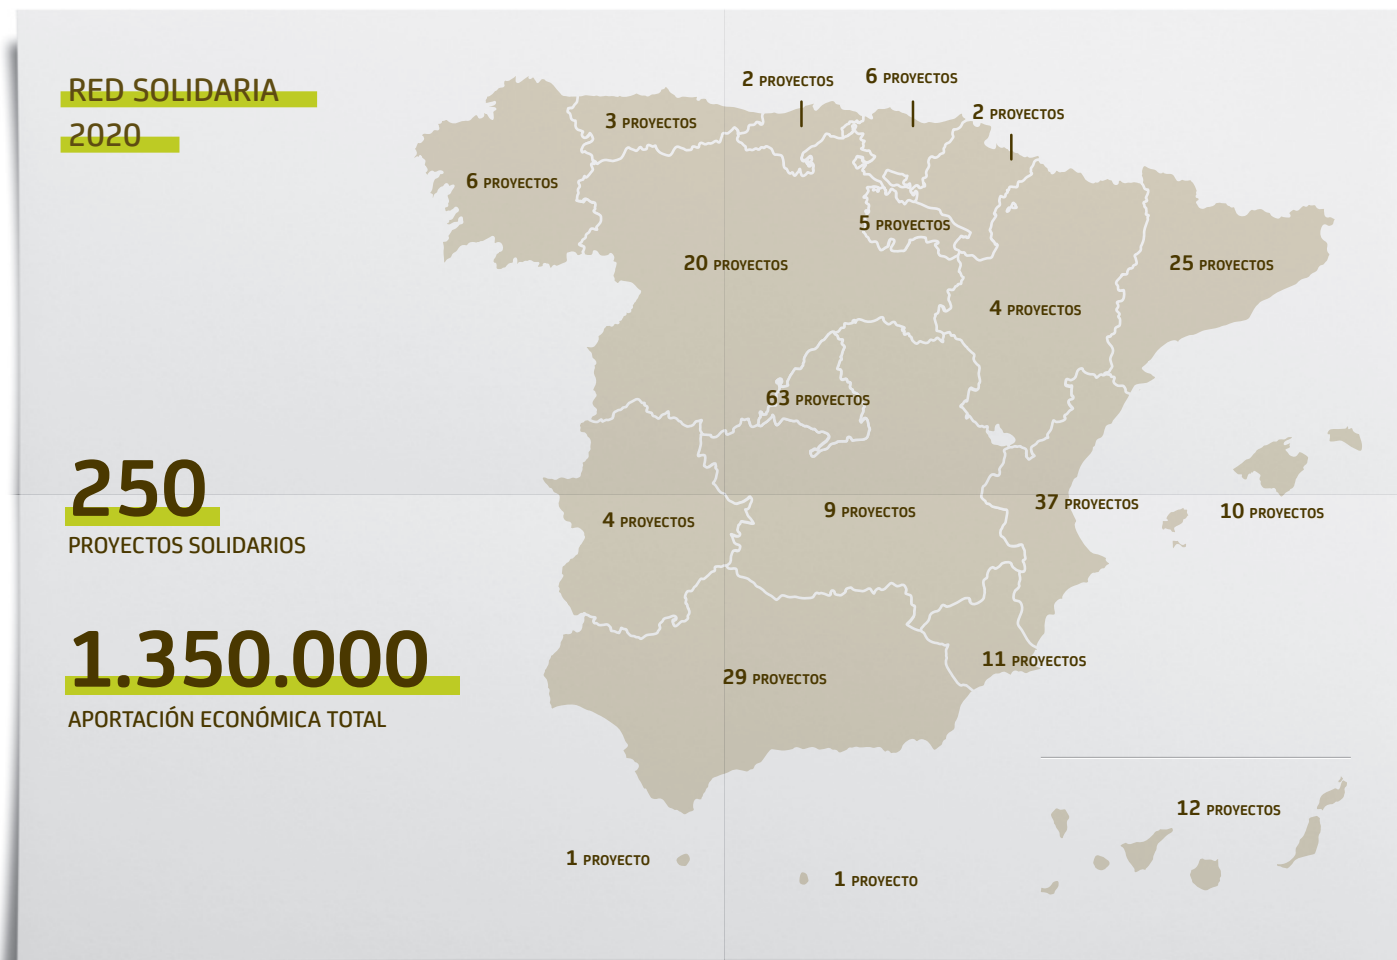 RED SOLIDARIA
2020
2 PROYECTOS
6 PROYECTOS
2 PROYECTOS
3 PROYECTOS
6 PROYECTOS
5 PROYECTOS
20 PROYECTOS
25 PROYECTOS
4 PROYECTOS
63 PROYECTOS
250
PROYECTOS SOLIDARIOS
4 PROYECTOS
9 PROYECTOS
37 PROYECTOS
10 PROYECTOS
1.350.000
APORTACIÓN ECONÓMICA TOTAL
29 PROYECTOS
11 PROYECTOS
12 PROYECTOS
1 PROYECTO
1 PROYECTO